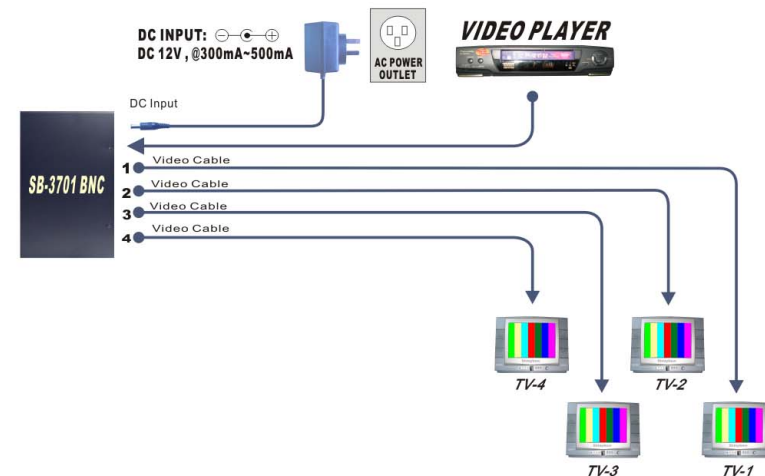 DC INPUT:
DC 12V , @300mA~500mA
AC POWER
OUTLET
VIDEO PLAYER
DC Input
SB-3701 BNC
1 Video Cable
2 Video Cable
3 Video Cable
4 Video Cable
TV-4
TV-2
TV-3
TV-1